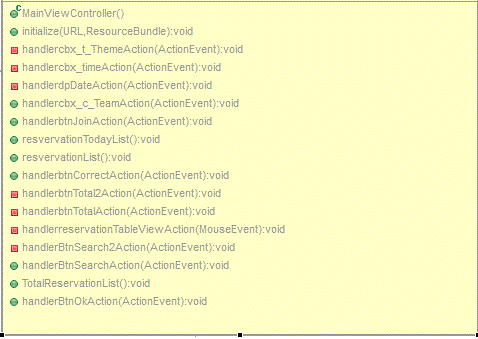 c
MainViewController()
initialize(URL,ResourceBundle):void
handlercbx_t_ThemeAction(ActionEvent):void
handlercbx_timeAction(ActionEvent):void
handlerdpDateAction(ActionEvent):void
handlercbx_c_TeamAction(ActionEvent):void
handlerbtnJoinAction(ActionEvent):void
resvervationTodayList():void
resvervationList():void
handlerbtnCorrectAction(ActionEvent):void
handlerbtnTotal2Action(ActionEvent):void
handlerbtnTotalAction(ActionEvent):void
handlerreservationTableViewAction(MouseEvent):void
handlerBtnSearch2Action(ActionEvent):void
handlerBtnSearchAction(ActionEvent):void
TotalReservationList():void
handlerBtnOkAction(ActionEvent):void